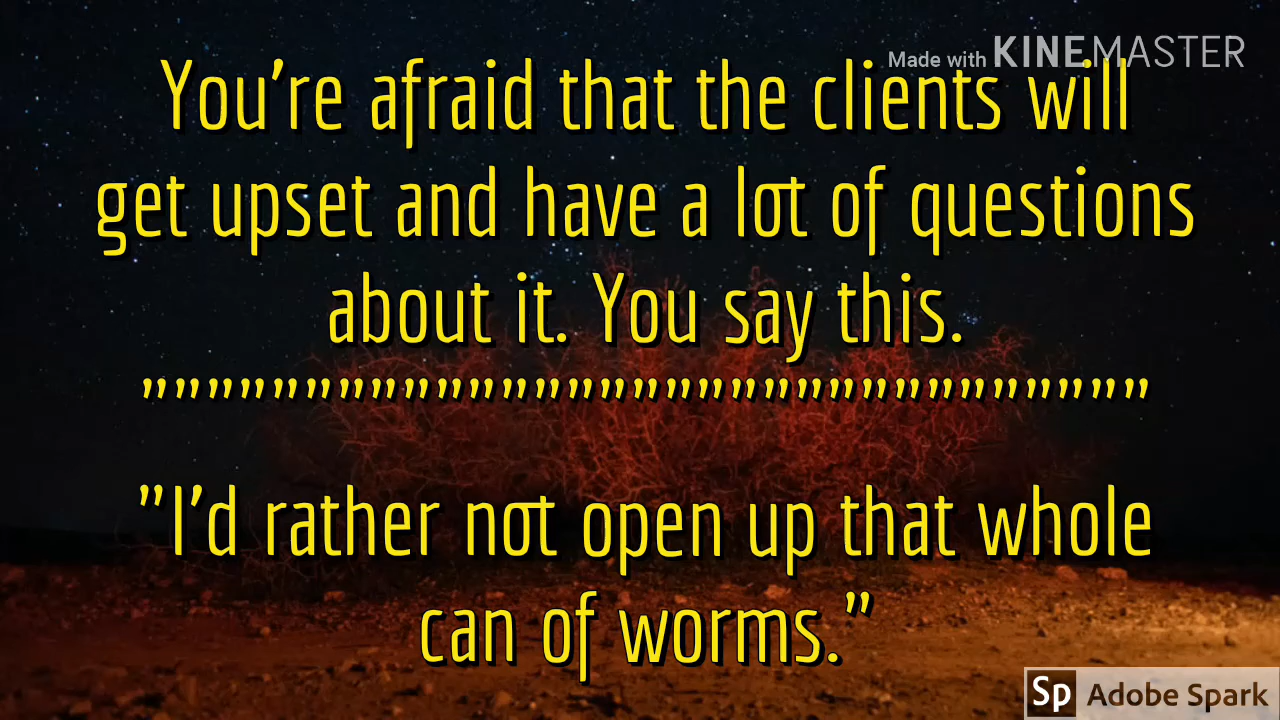 Made with KINEMASTER
You're afraid that the clients will
get upset and have a lot of questions
about it. You say this.
"""""""""""""""""""""""""""""""
"I'd rather not open up that whole
can of worms."
Sp Adobe Spark